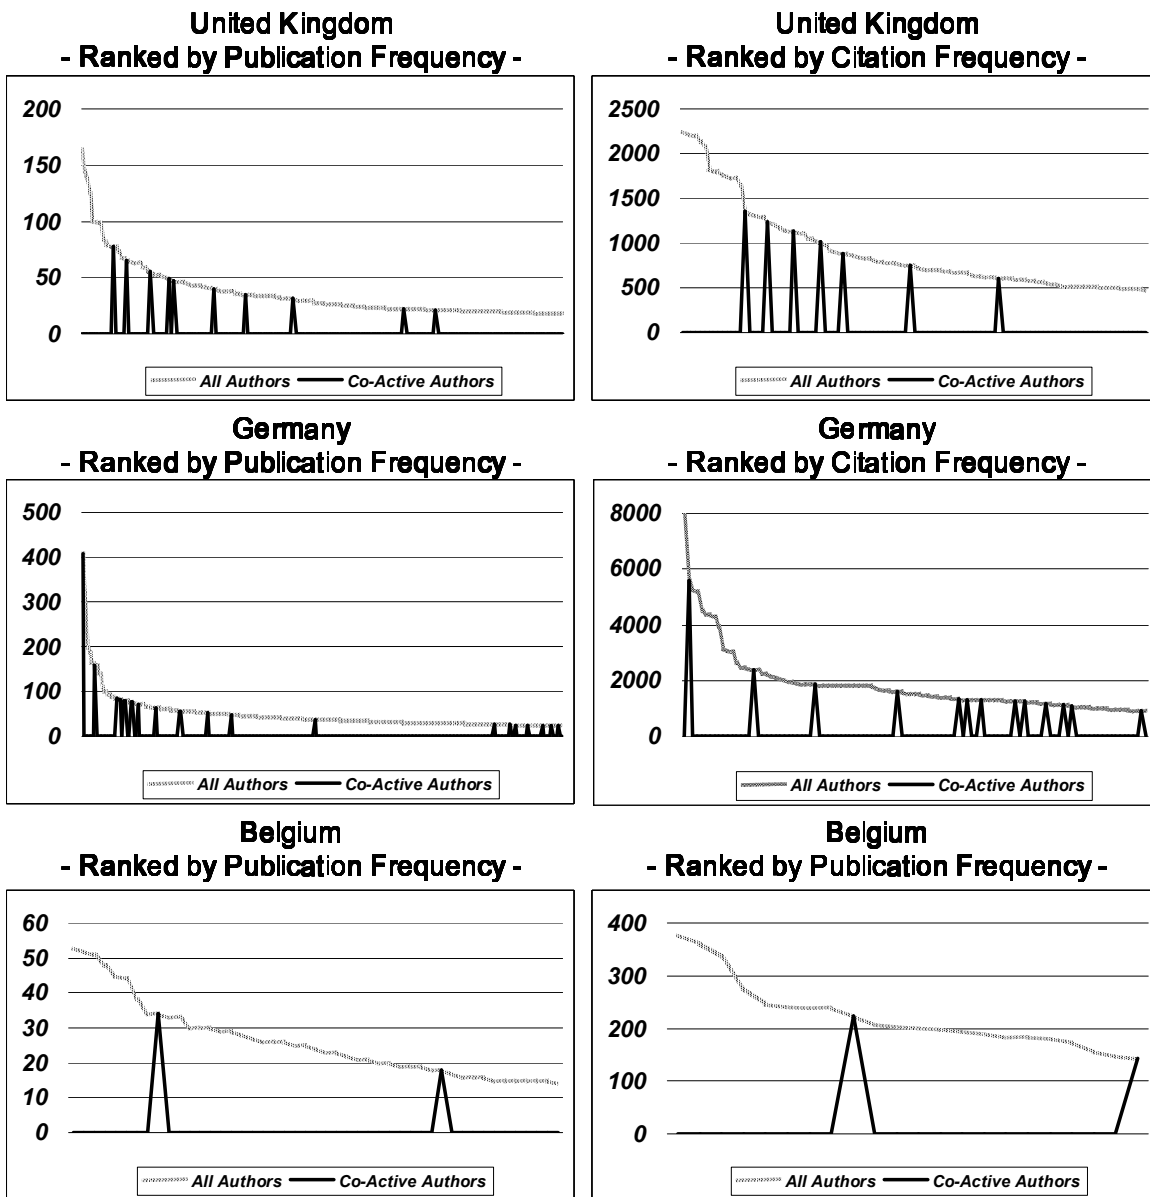 United Kingdom
- Ranked by Publication Frequency -
200
150
100
50
0
All Authors Co-Active Authors
United Kingdom
- Ranked by Citation Frequency -
2500
2000
1500
1000
500
0
All Authors Co-Active Authors
Germany
- Ranked by Publication Frequency -
500
400
300
200
100
0
All Authors Co-Active Authors
Germany
- Ranked by Citation Frequency -
8000
6000
4000
2000
0
All Authors Co-Active Authors
Belgium
- Ranked by Publication Frequency -
60
50
40
30
20
10
0
All Authors Co-Active Authors
Belgium
- Ranked by Publication Frequency -
400
300
200
100
0
All Authors Co-Active Authors